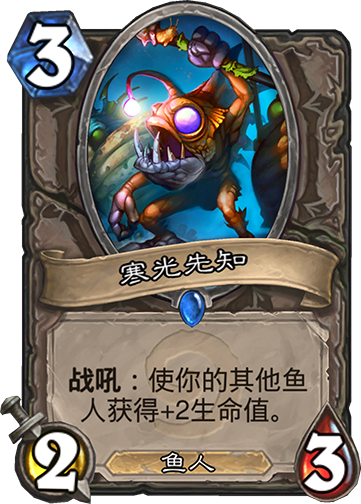 3
寒光先知
战吼：使你的其他鱼
人获得+2生命值。
2
鱼人
3